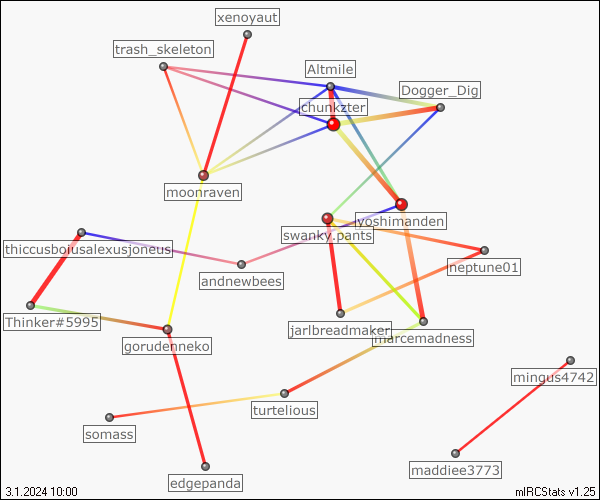 xenoyaut
trash_skeleton
Altmile
Dogger_Dig
chunkzter
moonraven
yoshimanden
swanky.pants
thiccusboiusalexusjoneus
neptune01
andnewbees
Thinker#5995
jarlbreadmaker
marcemadness
gorudenneko
mingus4742
turtelious
somass
maddiee3773
edgepanda
3.1.2024 10:00
mIRCStats v1.25